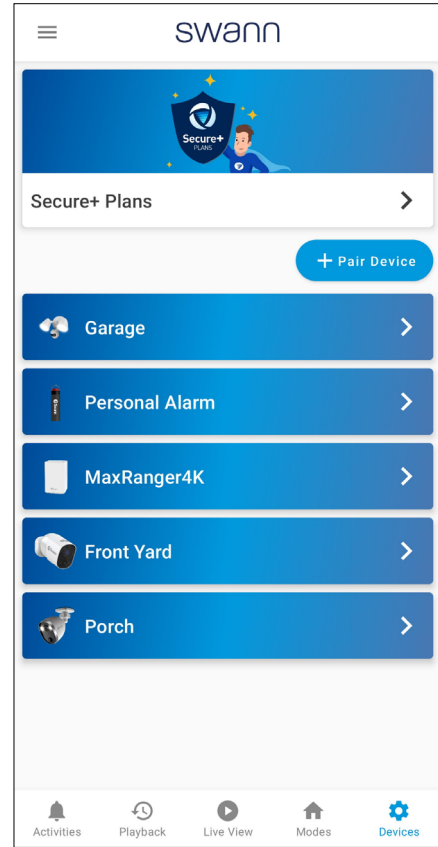 swann
Secure+
PLANS
Secure+ Plans
+ Pair Device
Garage
Personal Alarm
MaxRanger4K
Front Yard
Porch
Activities
Playback
Live View
Modes
Devices